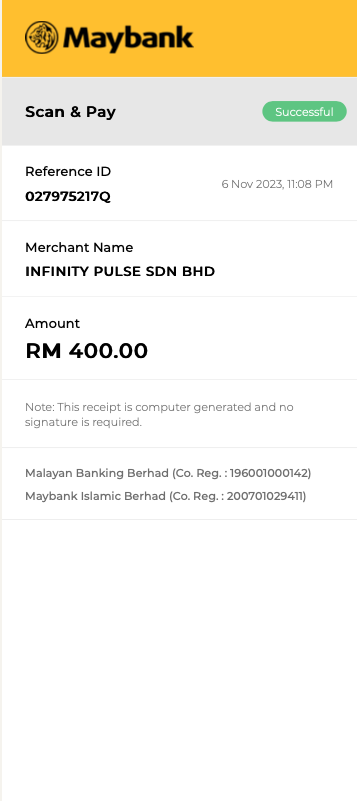 Maybank
Scan & Pay
Successful
Reference ID
027975217Q
6 Nov 2023, 11:08 PM
Merchant Name
INFINITY PULSE SDN BHD
Amount
RM 400.00
Note: This receipt is computer generated and no
signature is required.
Malayan Banking Berhad (Co. Reg. : 196001000142)
Maybank Islamic Berhad (Co. Reg. : 200701029411)